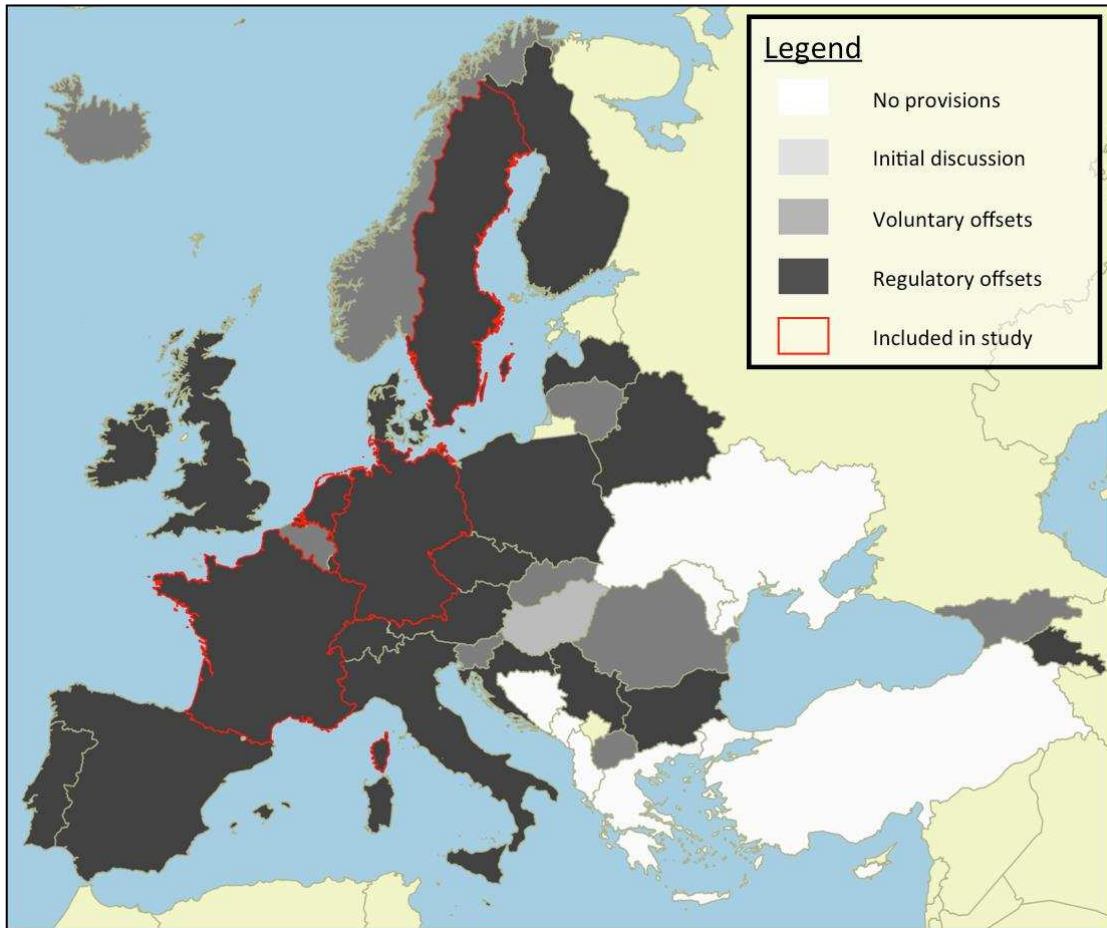 Legend
No provisions
Initial discussion
Voluntary offsets
Regulatory offsets
Included in study